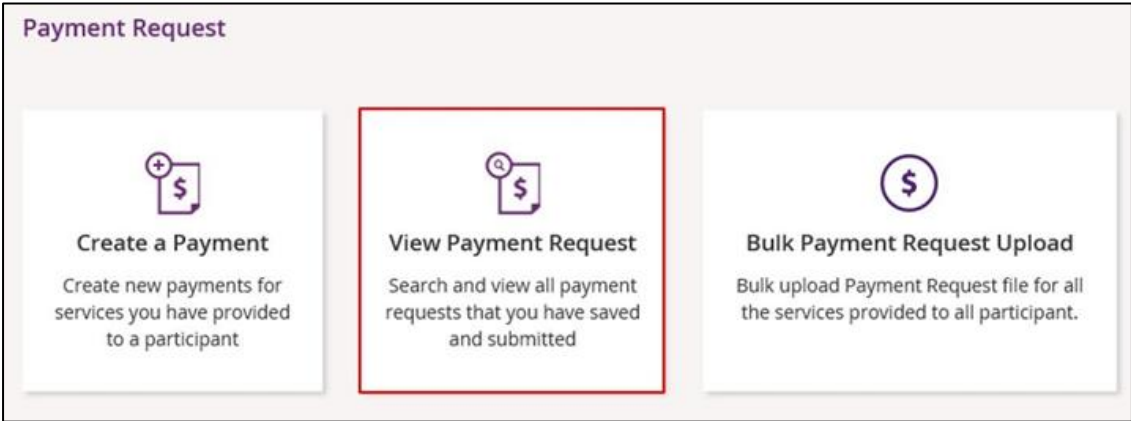 Payment Request
$
Create a Payment
Create new payments for
services you have provided
to a participant
$
View Payment Request
Search and view all payment
requests that you have saved
and submitted
$
Bulk Payment Request Upload
Bulk upload Payment Request file for all
the services provided to all participant.